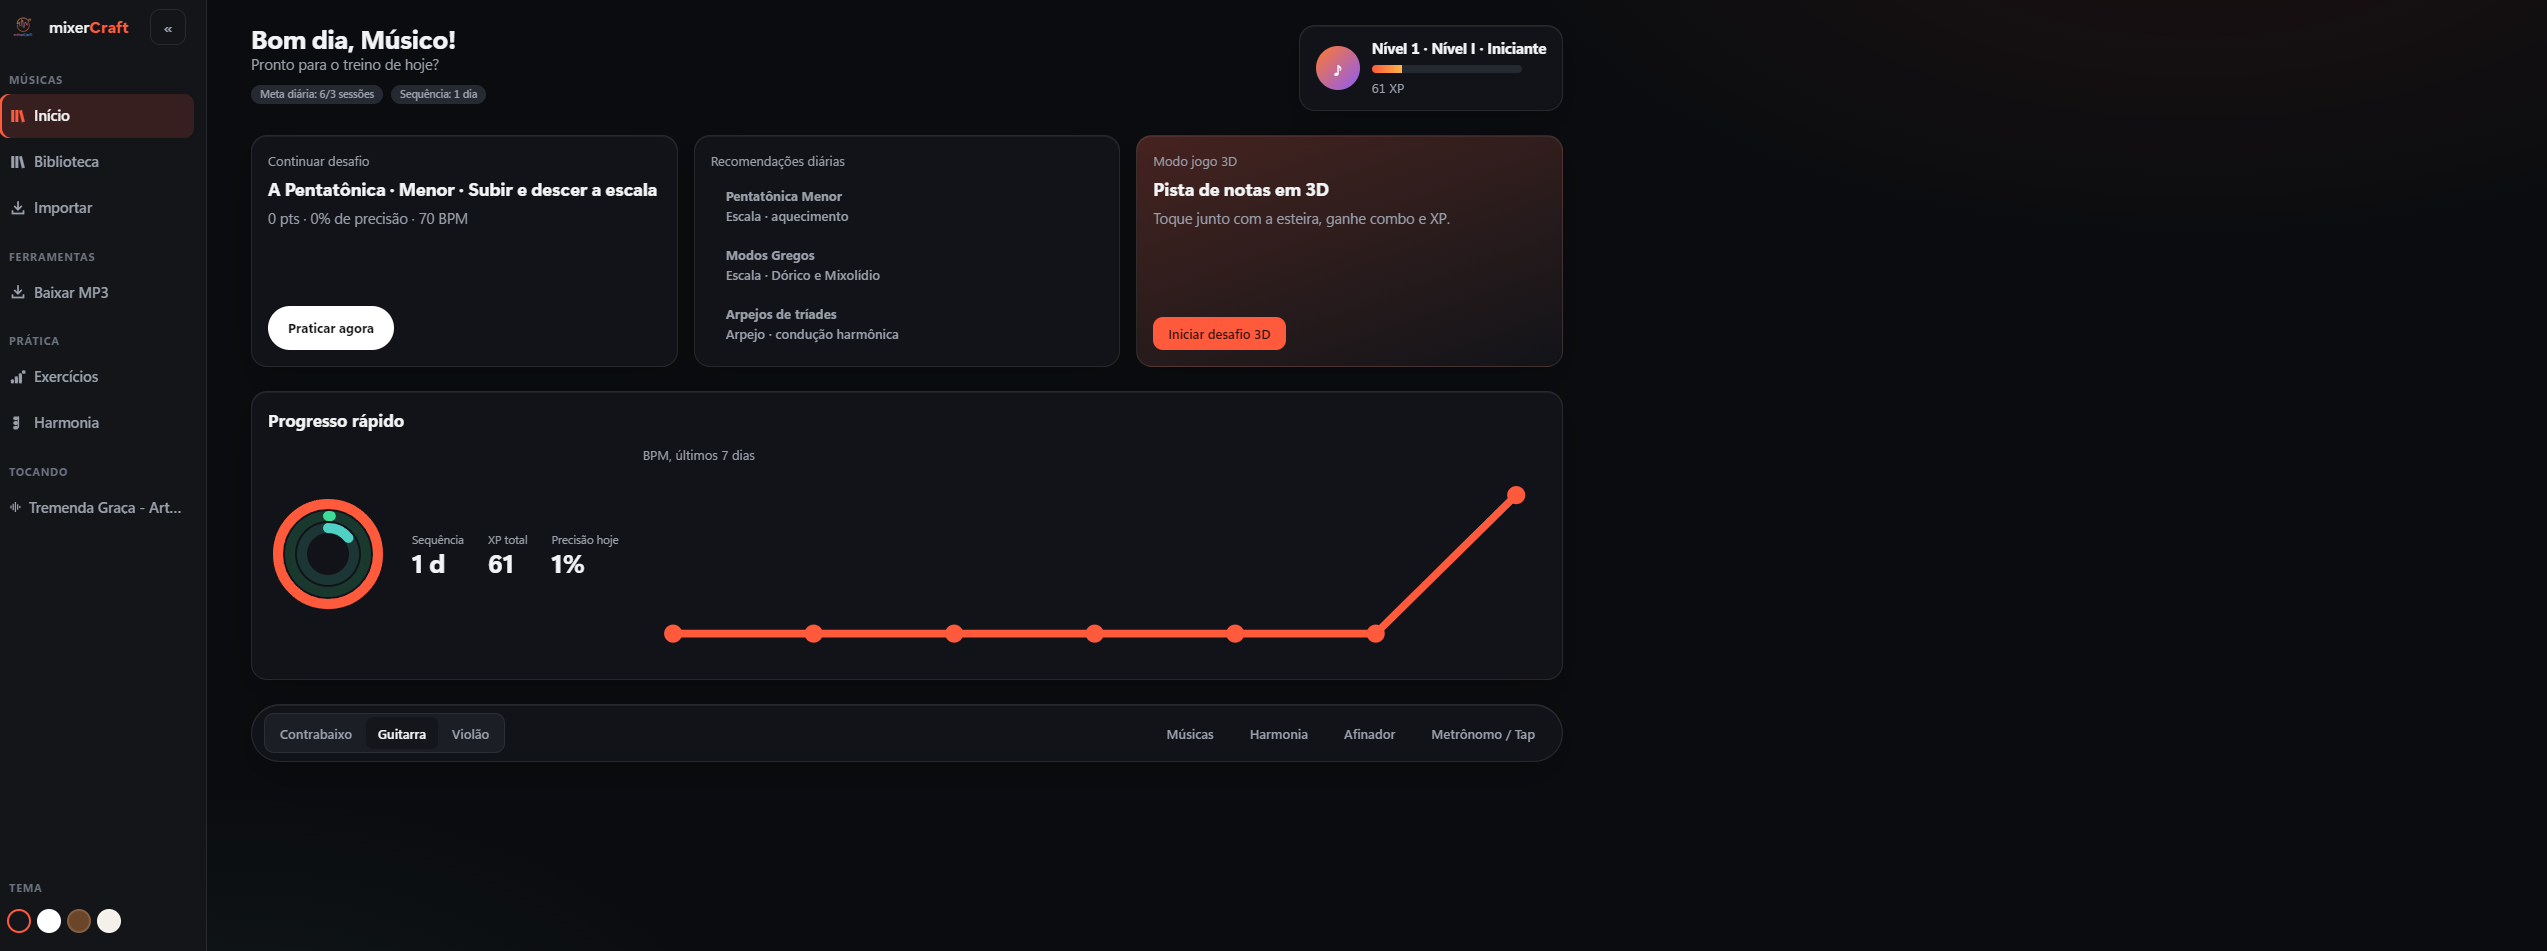 mixerCraft
«
MÚSICAS
Início
Biblioteca
Importar
FERRAMENTAS
Baixar MP3
PRÁTICA
Exercícios
Harmonia
TOCANDO
Tremenda Graça - Art...
TEMA
Bom dia, Músico!
Pronto para o treino de hoje?
Meta diária: 6/3 sessões
Sequência: 1 dia
Nível 1 · Nível I · Iniciante
61 XP
Continuar desafio
A Pentatônica · Menor · Subir e descer a escala
0 pts · 0% de precisão · 70 BPM
Praticar agora
Recomendações diárias
Pentatônica Menor
Escala · aquecimento
Modos Gregos
Escala · Dórico e Mixolídio
Arpejos de tríades
Arpejo · condução harmônica
Modo jogo 3D
Pista de notas em 3D
Toque junto com a esteira, ganhe combo e XP.
Iniciar desafio 3D
Progresso rápido
Sequência
1 d
XP total
61
Precisão hoje
1%
BPM, últimos 7 dias
Contrabaixo
Guitarra
Violão
Músicas
Harmonia
Afinador
Metrônomo / Tap